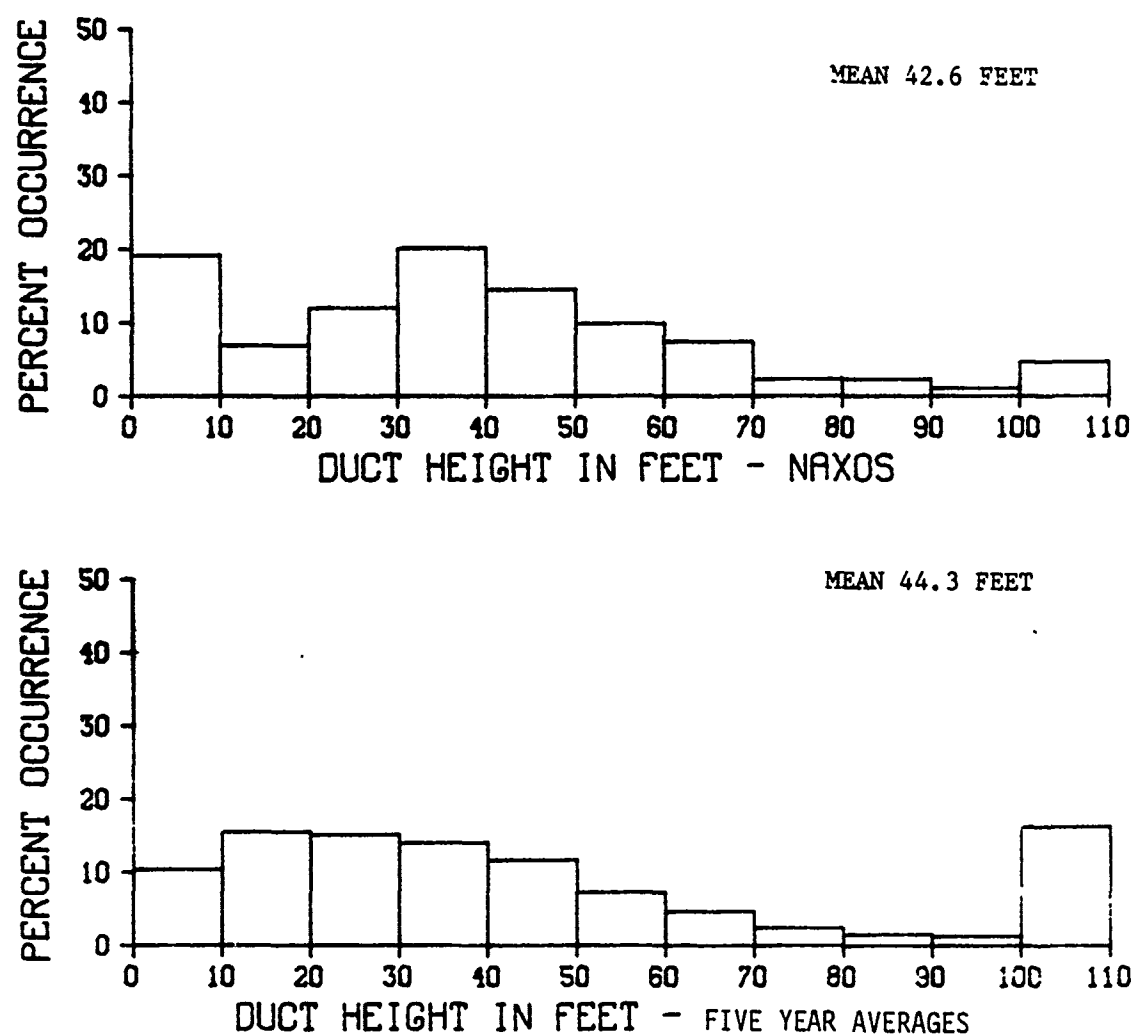 PERCENT OCCURRENCE
50
40
30
20
10
0
MEAN 42.6 FEET
0 10 20 30 40 50 60 70 80 90 100 110
DUCT HEIGHT IN FEET - NAXOS
PERCENT OCCURRENCE
50
40
30
20
10
0
MEAN 44.3 FEET
0 10 20 30 40 50 60 70 80 90 100 110
DUCT HEIGHT IN FEET - FIVE YEAR AVERAGES